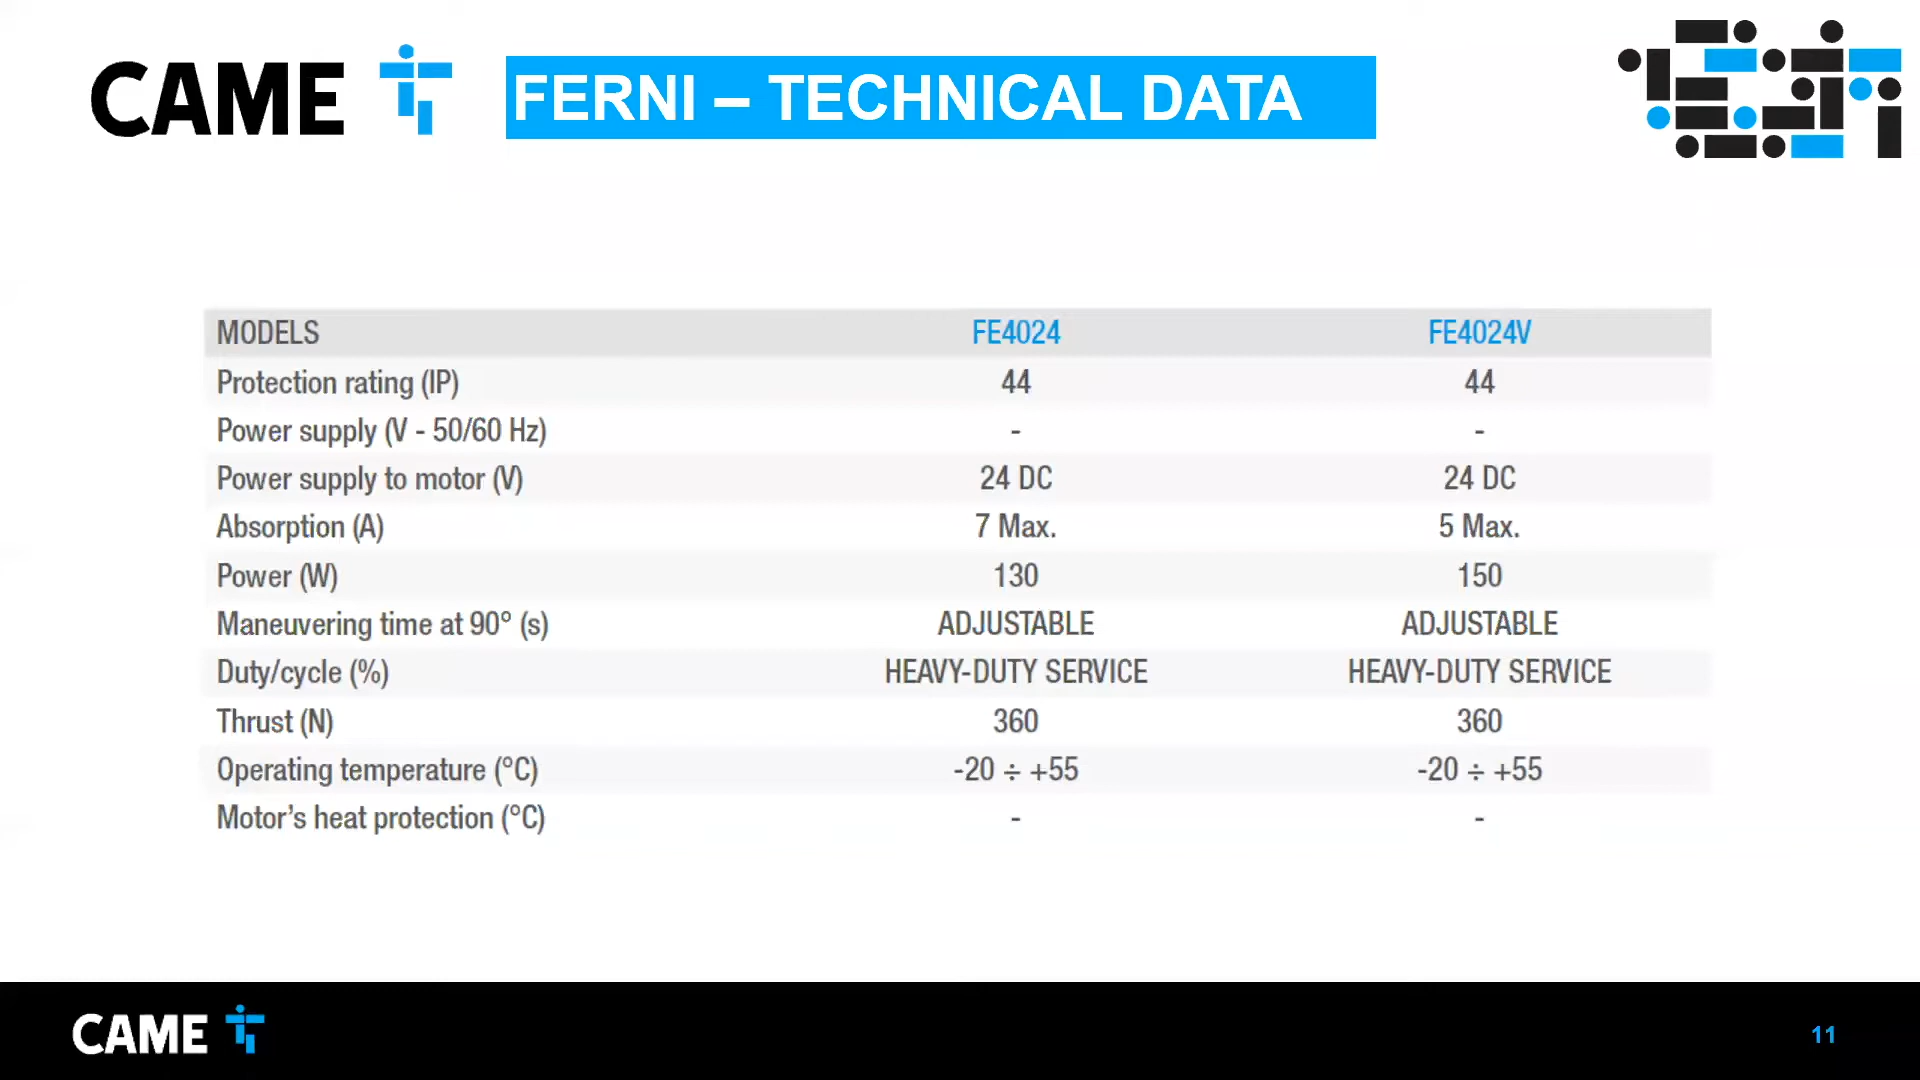 CAME
FERNI – TECHNICAL DATA
MODELS FE4024 FE4024V
Protection rating (IP) 44 44
Power supply (V - 50/60 Hz) - -
Power supply to motor (V) 24 DC 24 DC
Absorption (A) 7 Max. 5 Max.
Power (W) 130 150
Maneuvering time at 90° (s) ADJUSTABLE ADJUSTABLE
Duty/cycle (%) HEAVY-DUTY SERVICE HEAVY-DUTY SERVICE
Thrust (N) 360 360
Operating temperature (°C) -20 ÷ +55 -20 ÷ +55
Motor’s heat protection (°C) - -
CAME
11